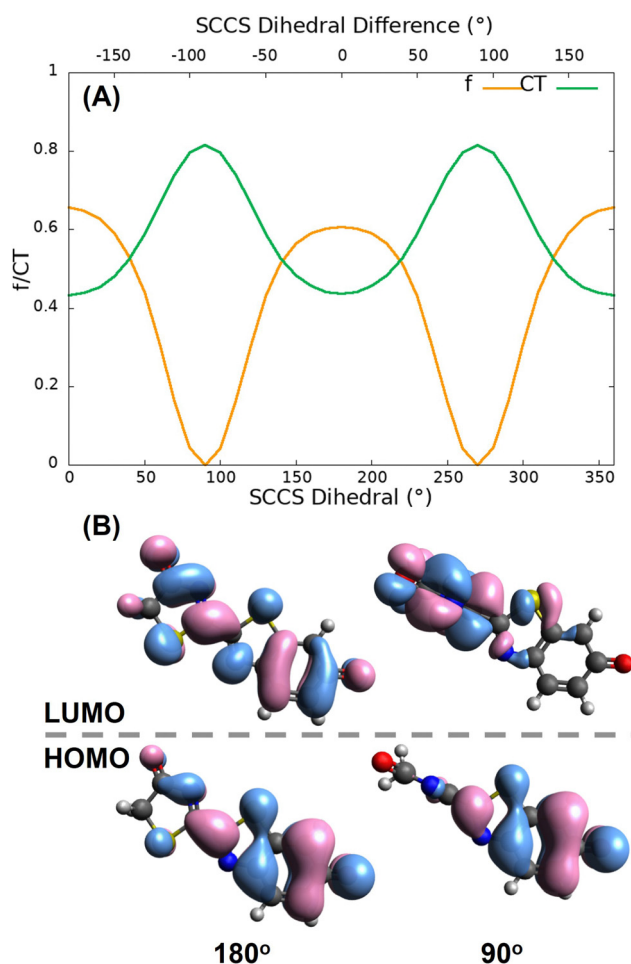 SCCS Dihedral Difference (°)
-150 -100 -50 0 50 100 150
(A)
f CT
1
0.8
0.6
0.4
0.2
0
f/CT
0 50 100 150 200 250 300 350
SCCS Dihedral (°)
(B)
LUMO
HOMO
180º 90º